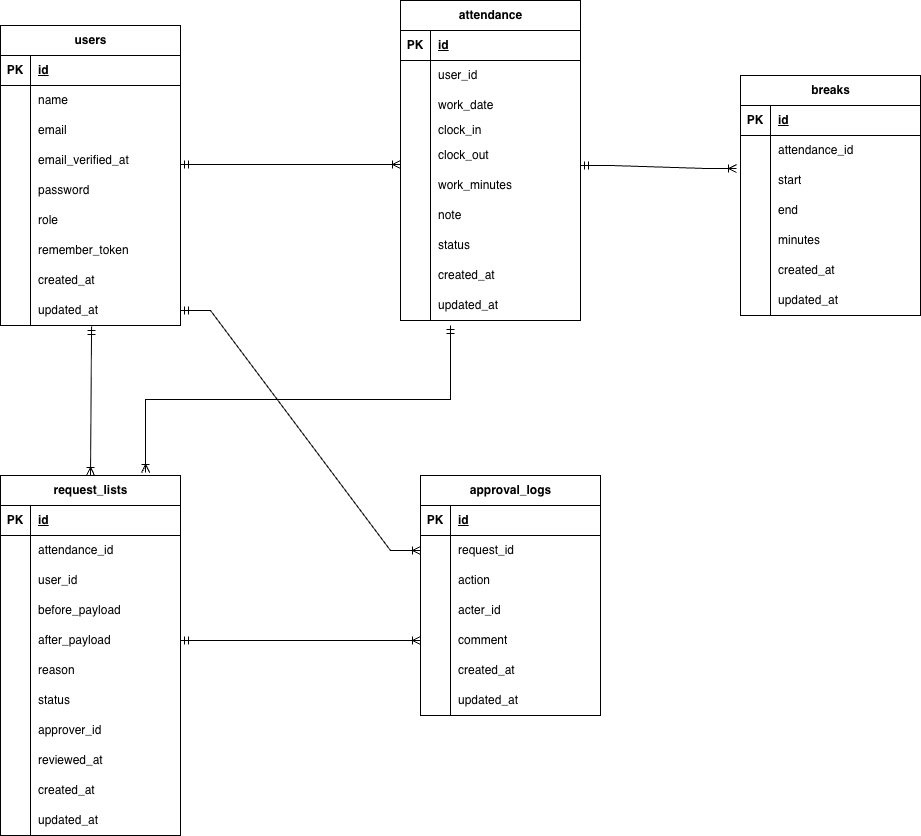 users
PK id
name
email
email_verified_at
password
role
remember_token
created_at
updated_at
attendance
PK id
user_id
work_date
clock_in
clock_out
work_minutes
note
status
created_at
updated_at
breaks
PK id
attendance_id
start
end
minutes
created_at
updated_at
request_lists
PK id
attendance_id
user_id
before_payload
after_payload
reason
status
approver_id
reviewed_at
created_at
updated_at
approval_logs
PK id
request_id
action
acter_id
comment
created_at
updated_at